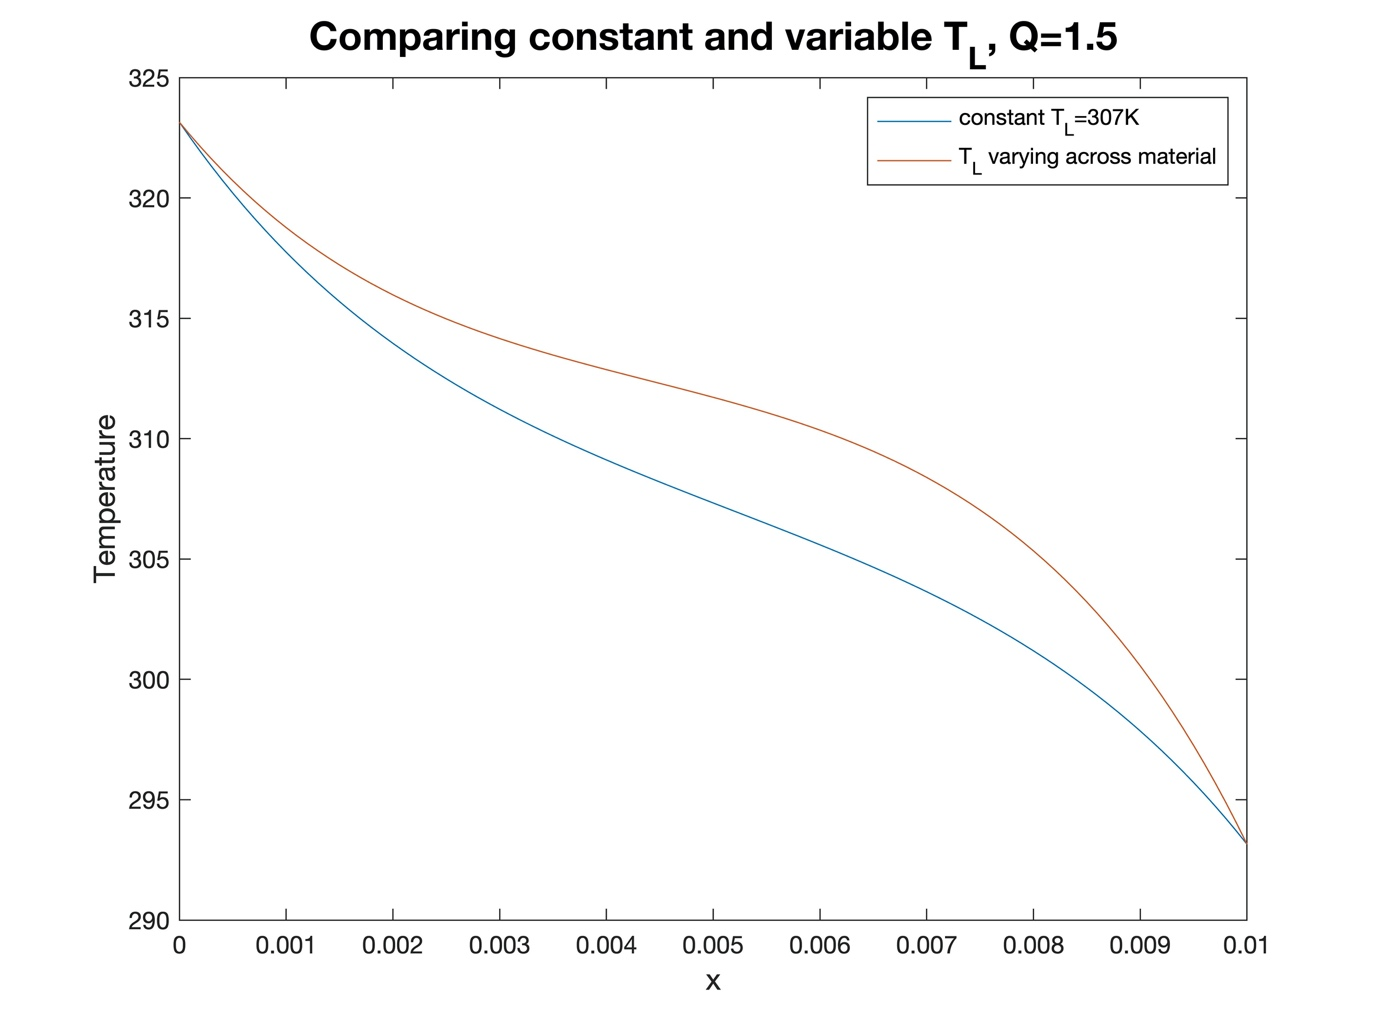 Comparing constant and variable T_L, Q=1.5
325
320
315
310
305
300
295
290
Temperature
constant T_L=307K
T_L varying across material
0 0.001 0.002 0.003 0.004 0.005 0.006 0.007 0.008 0.009 0.01
x